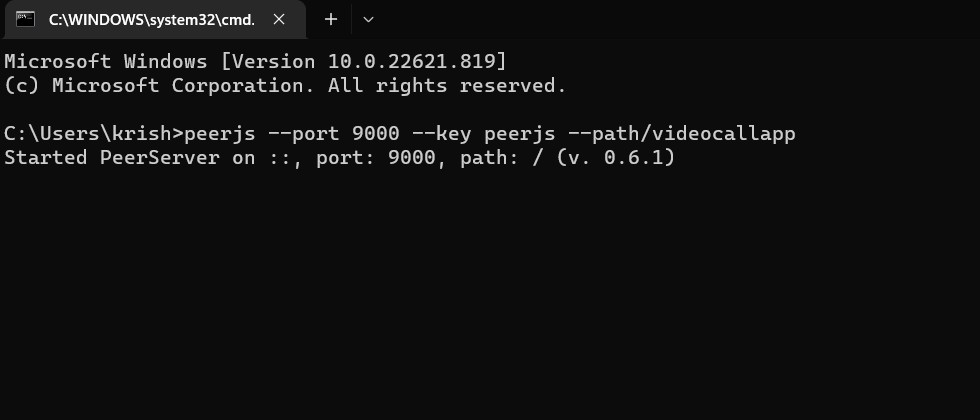 C:\WINDOWS\system32\cmd.
Microsoft Windows [Version 10.0.22621.819]
(c) Microsoft Corporation. All rights reserved.
C:\Users\krish>peerjs --port 9000 --key peerjs --path/videocallapp
Started PeerServer on ::, port: 9000, path: / (v. 0.6.1)